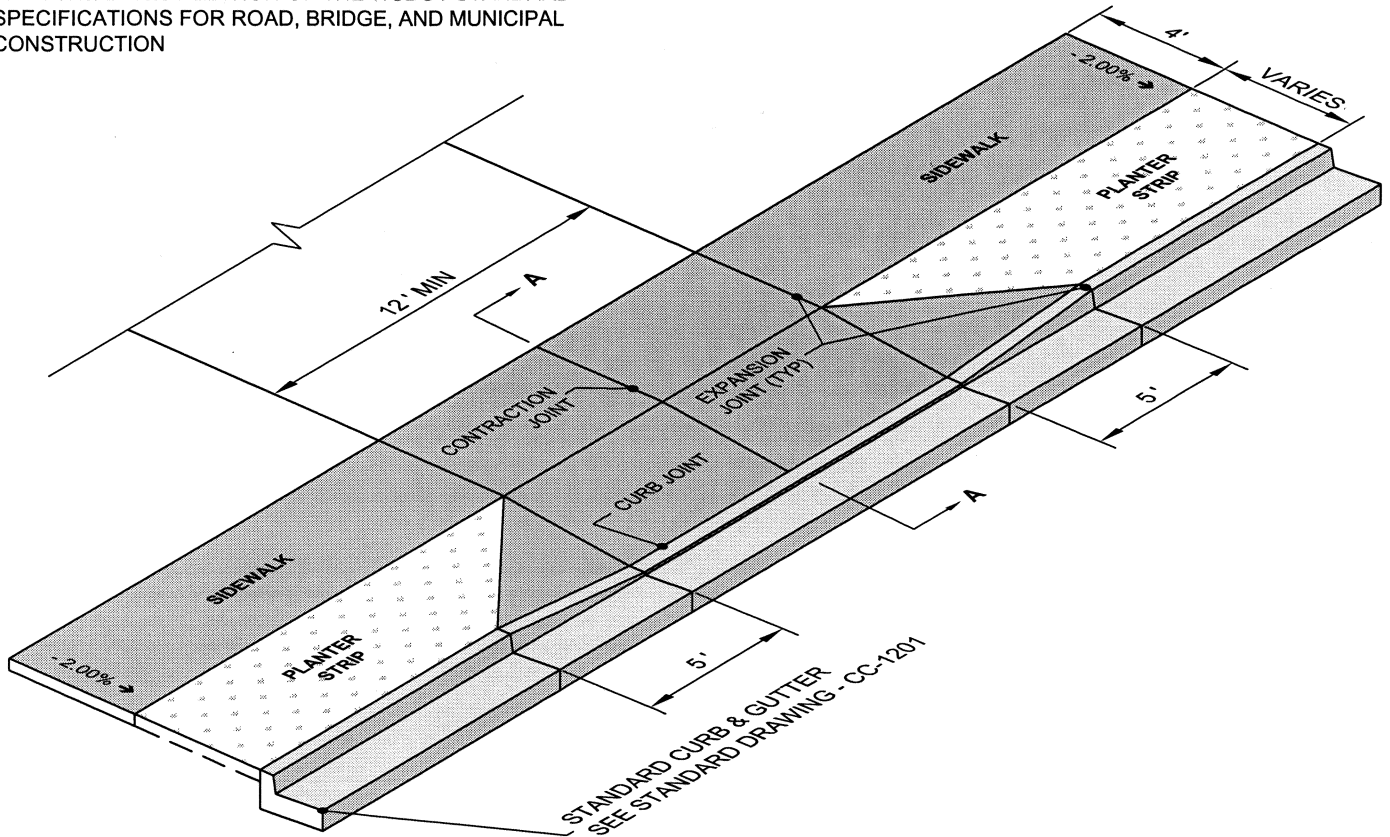 SPECIFICATIONS FOR ROAD, BRIDGE, AND MUNICIPAL
CONSTRUCTION
4'
VARIES
-2.00%
SIDEWALK
PLANTER
STRIP
12' MIN
A
EXPANSION
JOINT (TYP)
CONTRACTION
JOINT
5'
CURB JOINT
A
SIDEWALK
PLANTER
STRIP
-2.00%
5'
STANDARD CURB & GUTTER
SEE STANDARD DRAWING - CC-1201